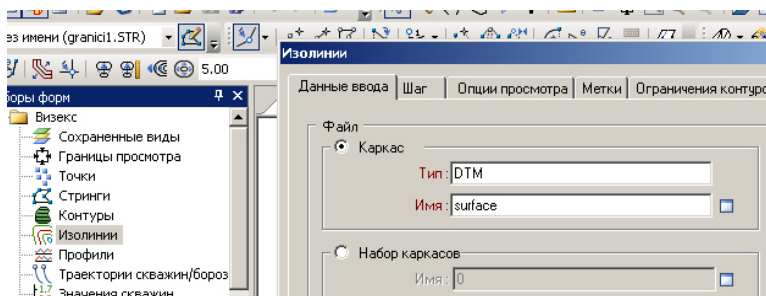 ез имени (granici1.STR)
5.00
боры форм
Визекс
Сохраненные виды
Границы просмотра
Точки
Стринги
Контуры
Изолинии
Профили
Траектории скважин/бороз
Значения скважин
Изолинии
Данные ввода Шаг Опции просмотра Метки Ограничения контуро
Файл
Каркас
Тип: DTM
Имя: surface
Набор каркасов
Имя: 0